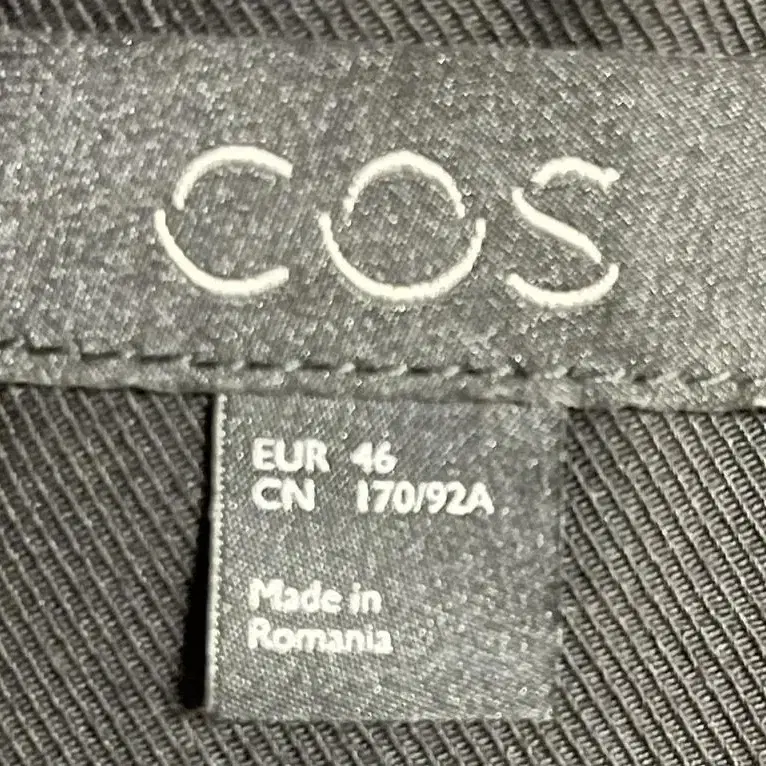 COS
EUR 46
CN 170/92A
Made in
Romania